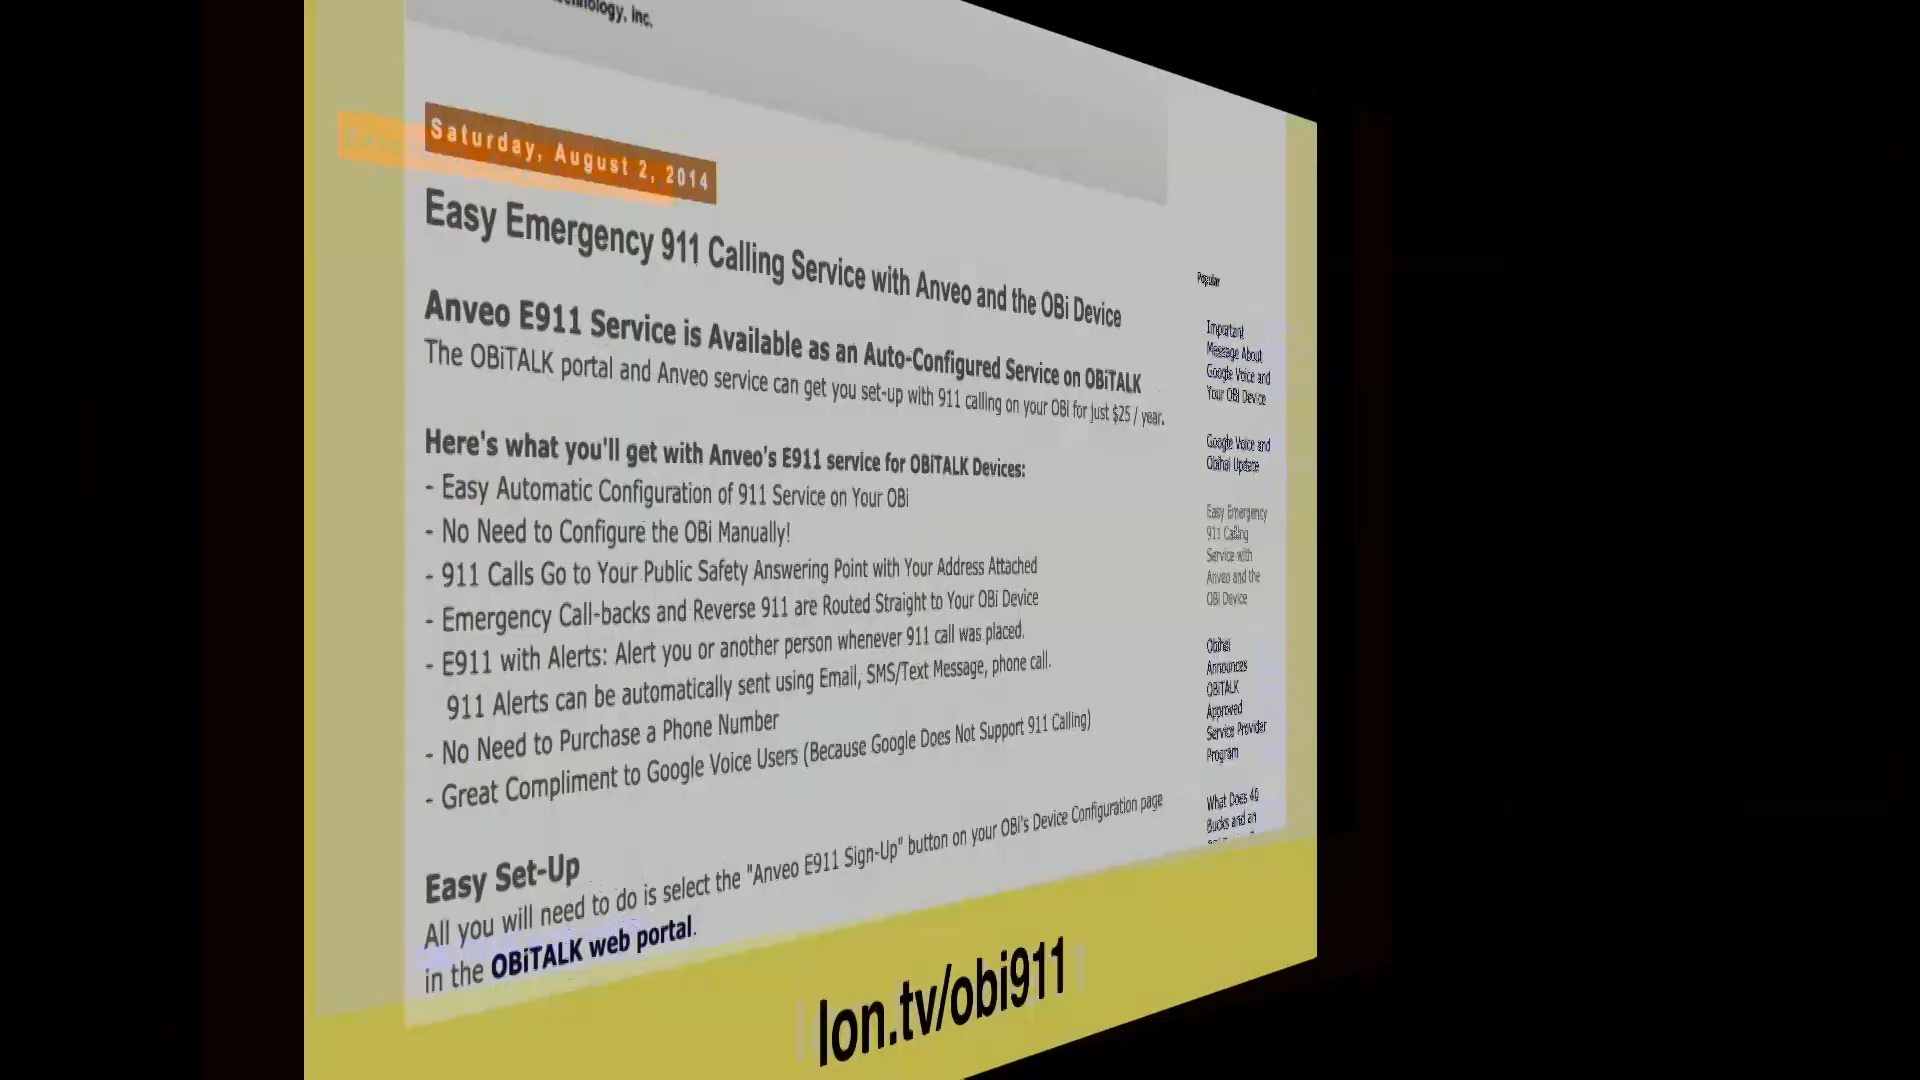 Technology, Inc.
Saturday, August 2, 2014
Easy Emergency 911 Calling Service with Anveo and the OBi Device
Anveo E911 Service is Available as an Auto-Configured Service on OBiTALK
The OBiTALK portal and Anveo service can get you set-up with 911 calling on your OBi for just $25 / year.
Here's what you'll get with Anveo's E911 service for OBiTALK Devices:
- Easy Automatic Configuration of 911 Service on Your OBi
- No Need to Configure the OBi Manually!
- 911 Calls Go to Your Public Safety Answering Point with Your Address Attached
- Emergency Call-backs and Reverse 911 are Routed Straight to Your OBi Device
- E911 with Alerts: Alert you or another person whenever 911 call was placed.
911 Alerts can be automatically sent using Email, SMS/Text Message, phone call.
- No Need to Purchase a Phone Number
- Great Compliment to Google Voice Users (Because Google Does Not Support 911 Calling)
Easy Set-Up
All you will need to do is select the "Anveo E911 Sign-Up" button on your OBi's Device Configuration page
in the OBiTALK web portal.
Popular
Important
Message About
Google Voice and
Your OBi Device
Google Voice and
Obihai Update
Easy Emergency
911 Calling
Service with
Anveo and the
OBi Device
Obihai
Announces
OBiTALK
Approved
Service Provider
Program
What Does 40
Bucks and an
lon.tv/obi911